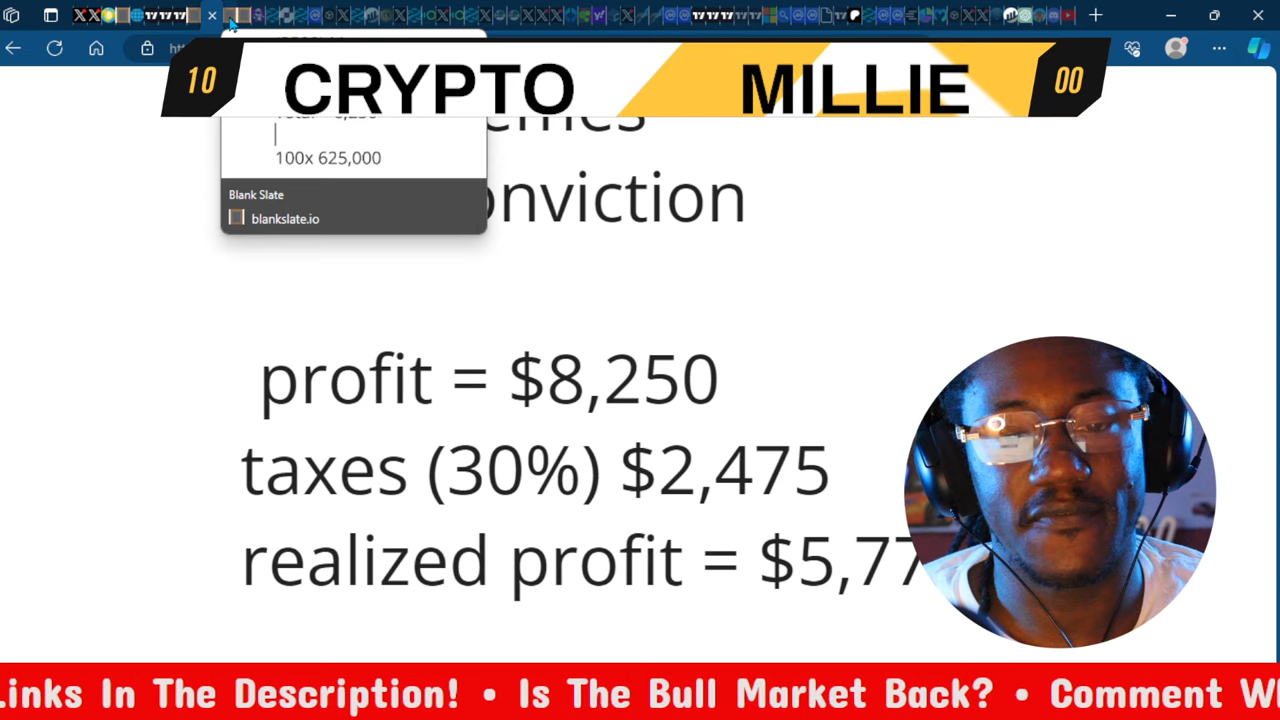 10 CRYPTO MILLIE 00
100x 625,000
Blank Slate
blankslate.io
profit = $8,250
taxes (30%) $2,475
realized profit = $5,77
Links In The Description! • Is The Bull Market Back? • Comment